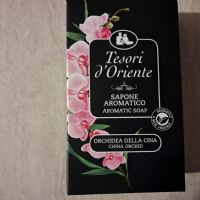 Tesori
d'Oriente
SAPONE
AROMATICO
AROMATIC SOAP
ORCHIDEA DELLA CINA
CHINA ORCHID